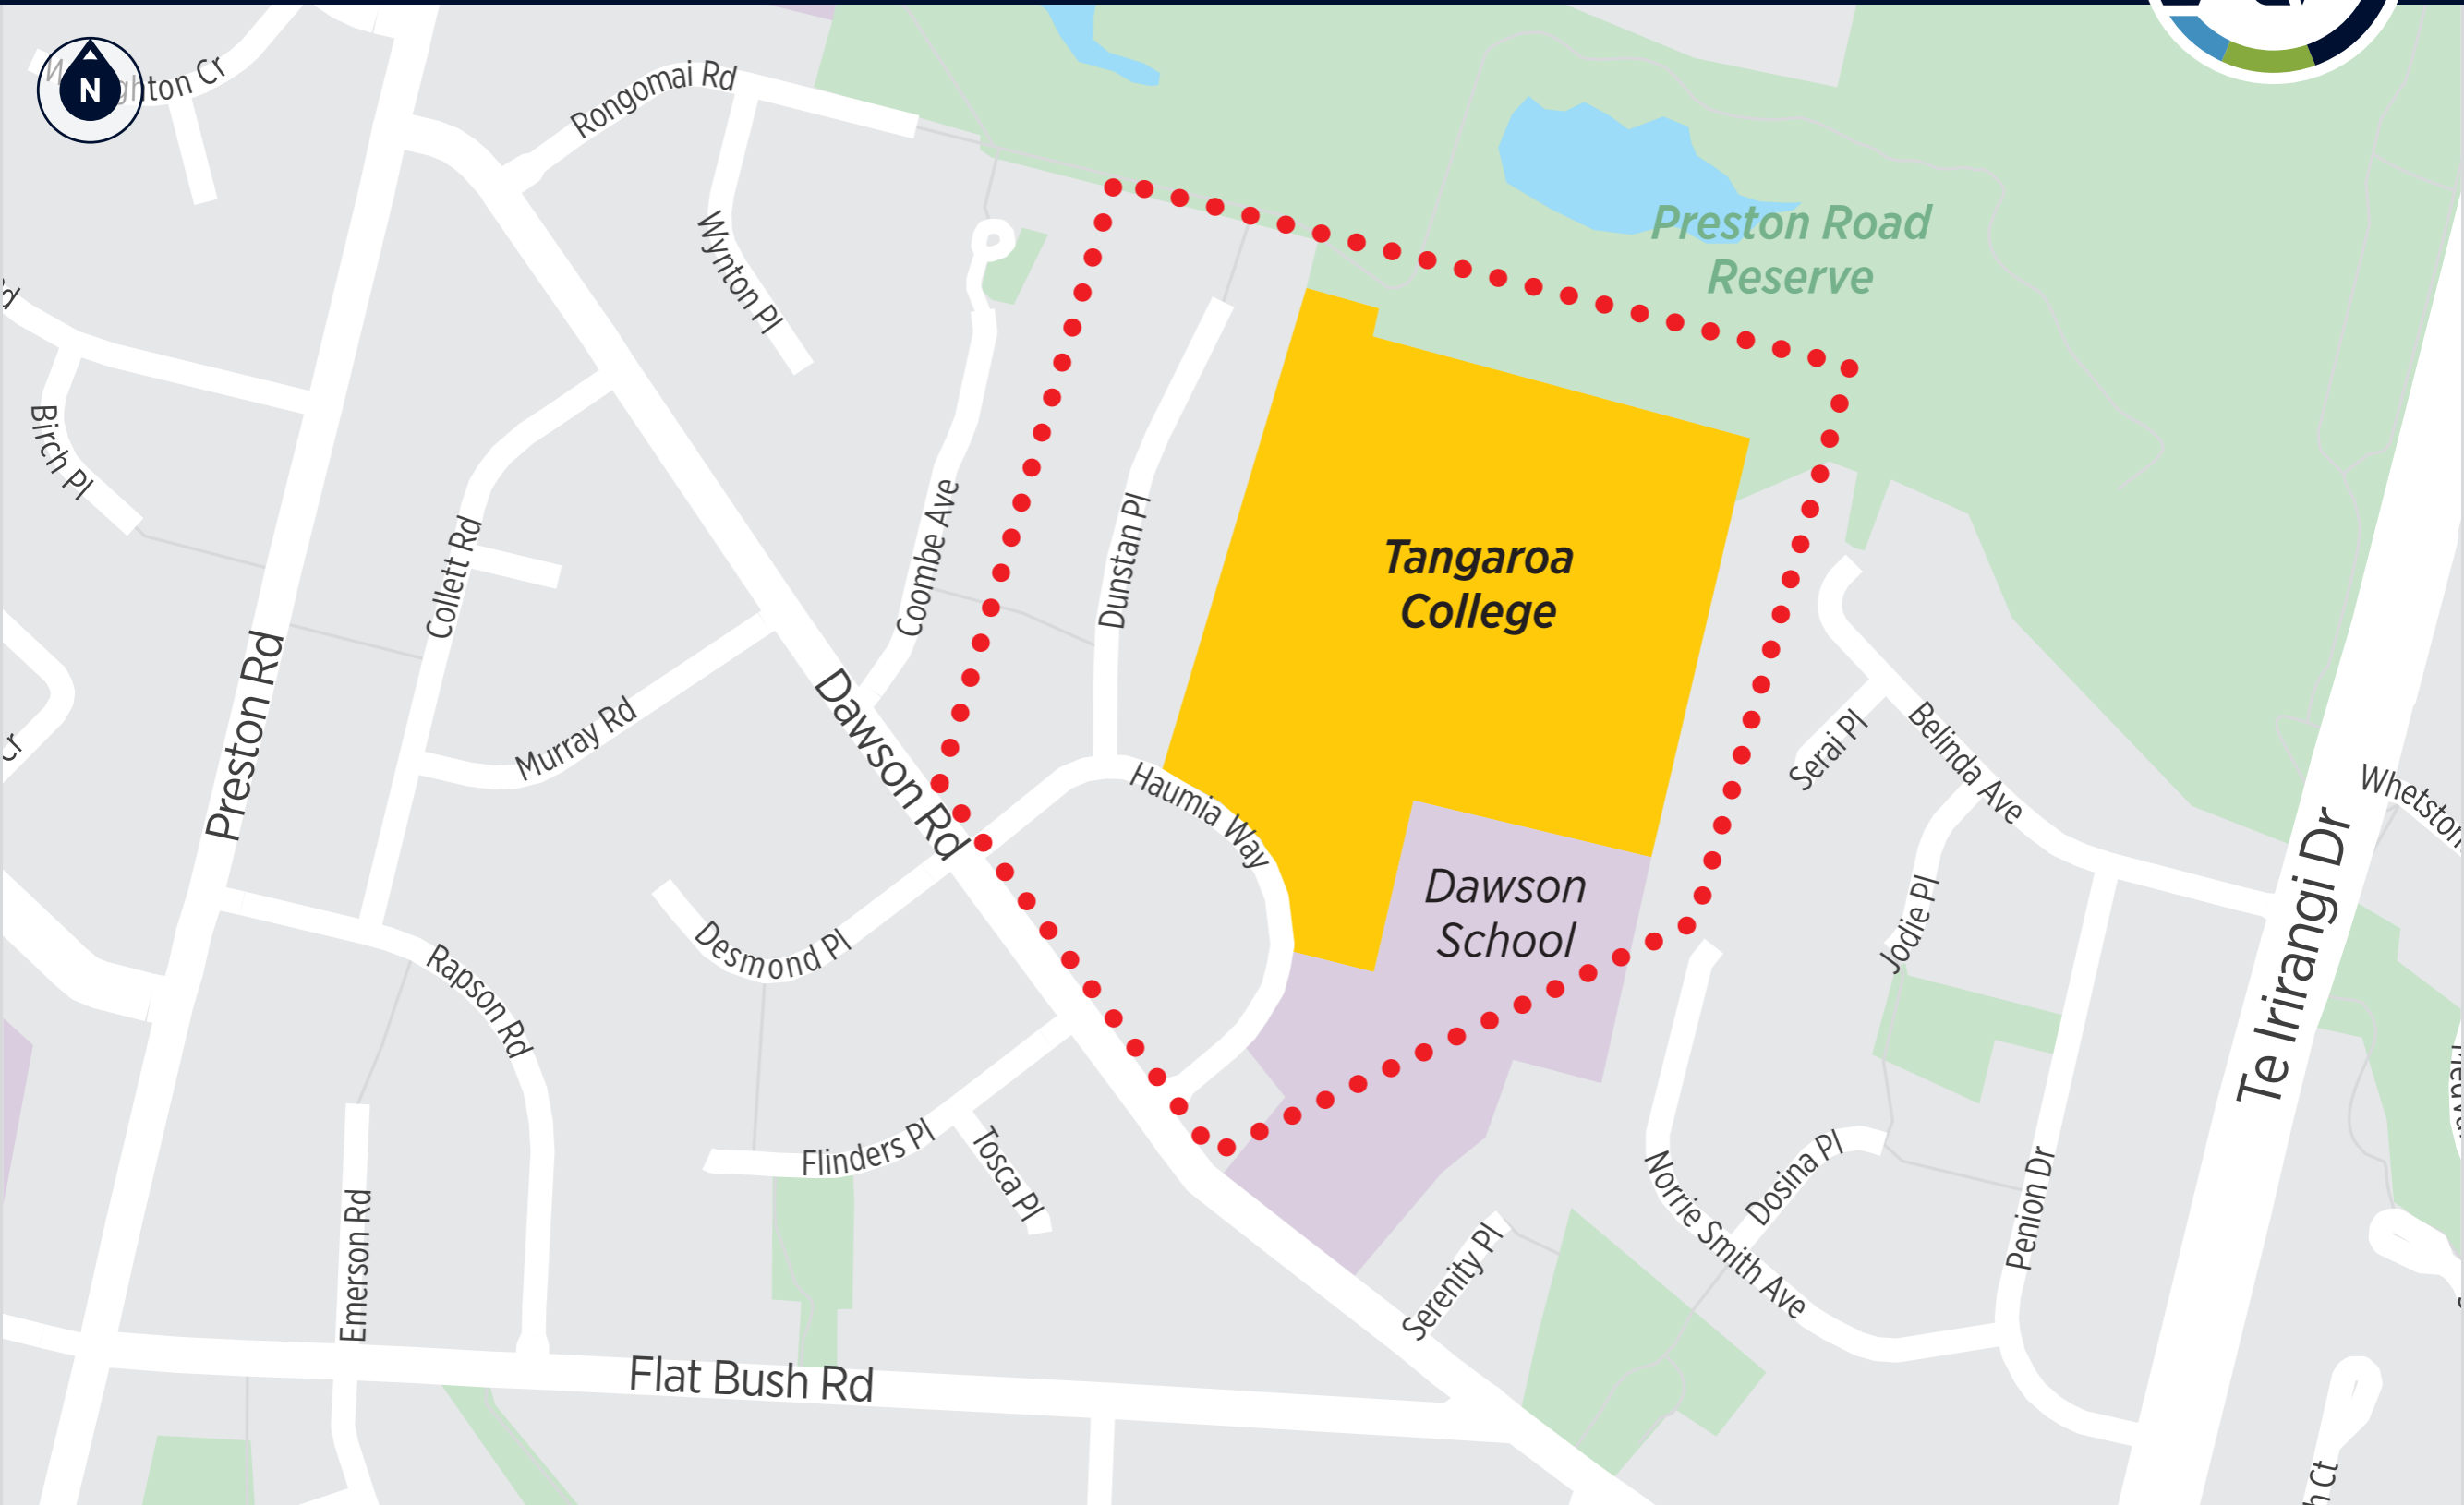 N
Rongomai Rd
Wynton Pl
Preston Road
Reserve
Birch Pl
Collett Rd
Coombe Ave
Dunstan Pl
Tangaroa
College
Preston Rd
Murray Rd
Dawson Rd
Haumia Way
Serai Pl
Belinda Ave
Te Irirangi Dr
Dawson
School
Jodie Pl
Desmond Pl
Rapson Rd
Flinders Pl
Tosca Pl
Emerson Rd
Norrie Smith Ave
Dosina Pl
Penion Dr
Serenity Pl
Flat Bush Rd
Cr
Ct